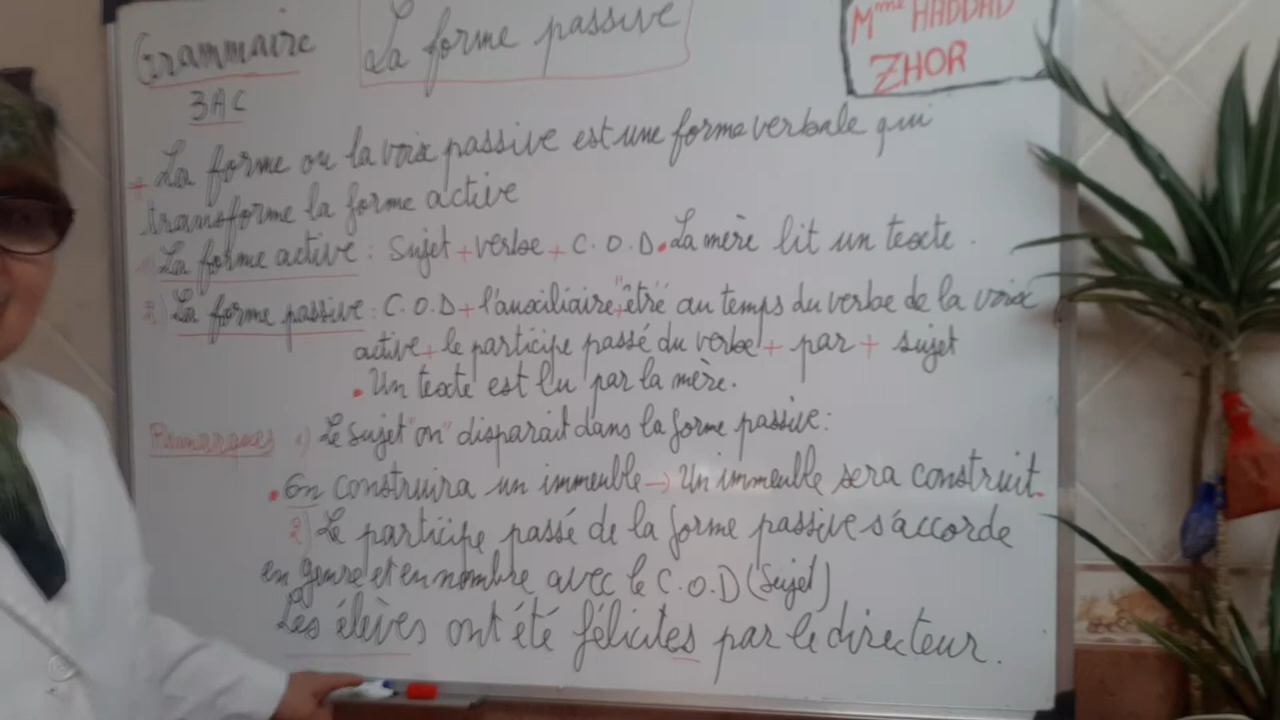 Grammaire
La forme passive
Mme HADDAD
ZHOR
3AC
+ La forme ou la voix passive est une forme verbale qui
transforme la forme active
1) La forme active : Sujet + verbe + C.O.D. La mère lit un texte.
2) La forme passive : C.O.D + l'auxiliaire "être" au temps du verbe de la voix
active + le participe passé du verbe + par + sujet
. Un texte est lu par la mère.
Remarques 1) Le sujet "on" disparait dans la forme passive :
. On construira un immeuble → Un immeuble sera construit.
2) Le participe passé de la forme passive s'accorde
en genre et en nombre avec le C.O.D (sujet)
Les élèves ont été félicités par le directeur.